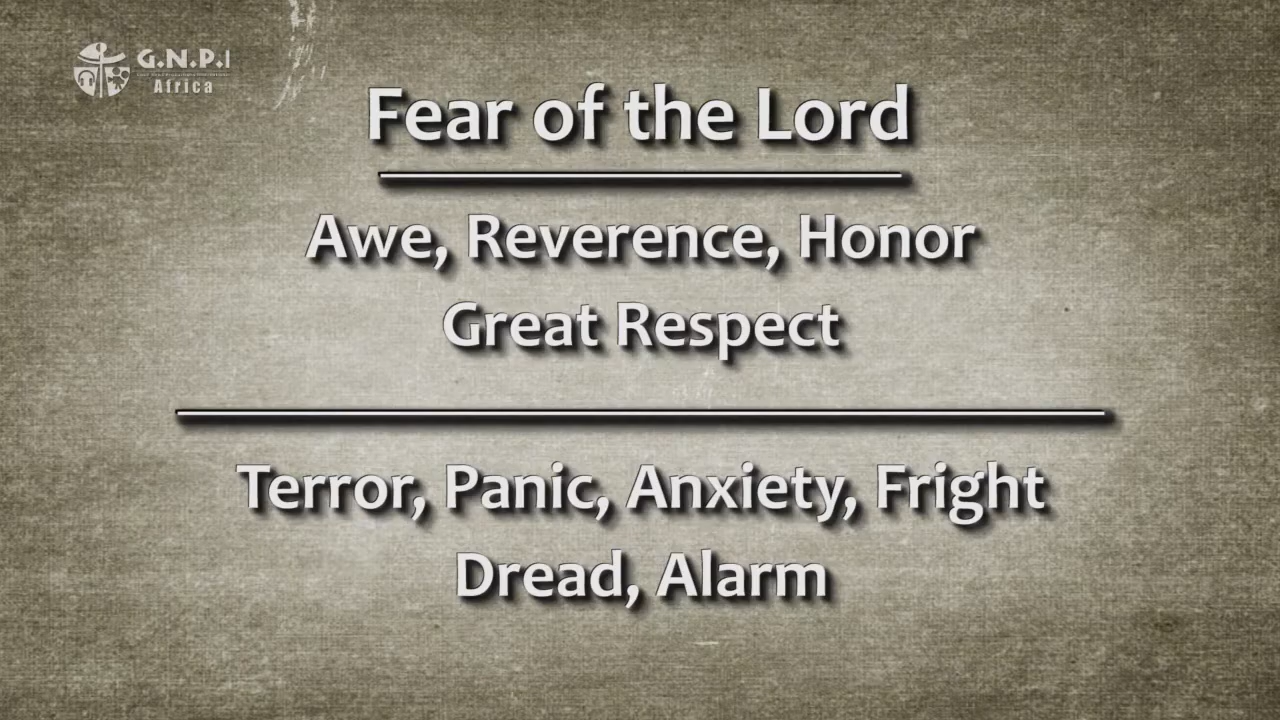 G.N.P.I
Africa
Fear of the Lord
Awe, Reverence, Honor
Great Respect
Terror, Panic, Anxiety, Fright
Dread, Alarm